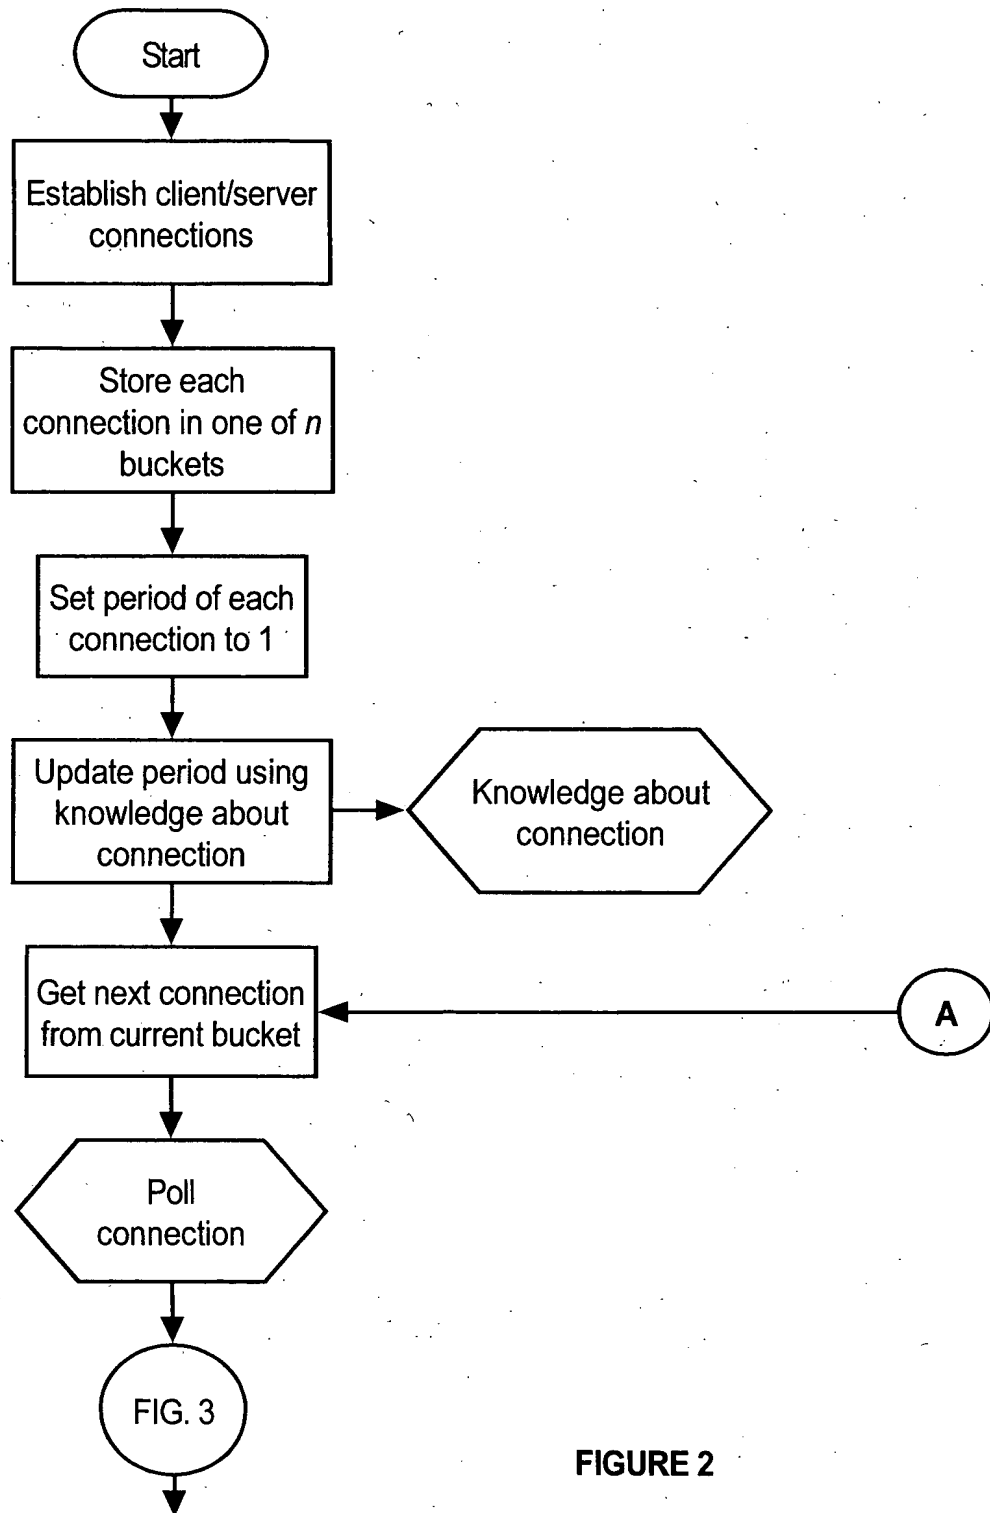 Start
Establish client/server
connections
Store each
connection in one of n
buckets
Set period of each
connection to 1
Update period using
knowledge about
connection
Knowledge about
connection
Get next connection
from current bucket
A
Poll
connection
FIG. 3
FIGURE 2